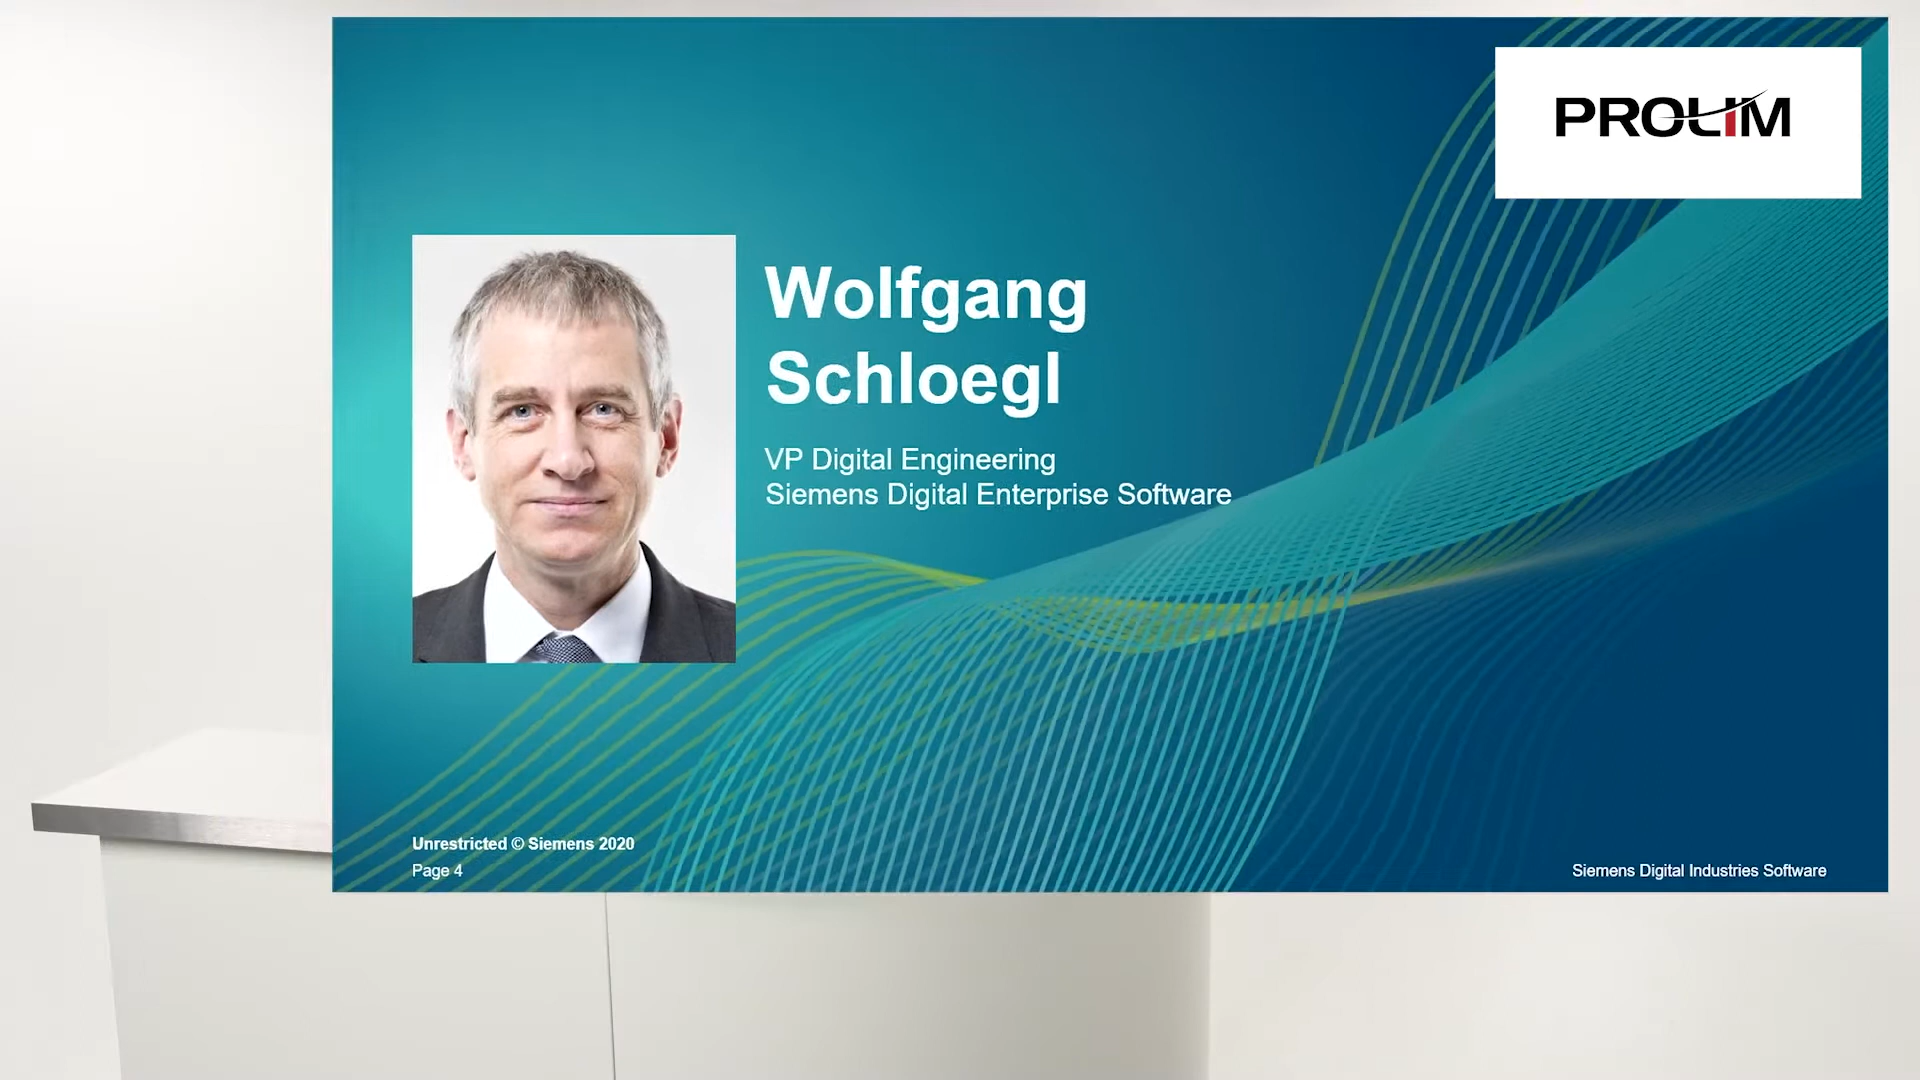 PROLIM
Wolfgang
Schloegl
VP Digital Engineering
Siemens Digital Enterprise Software
Unrestricted © Siemens 2020
Page 4
Siemens Digital Industries Software